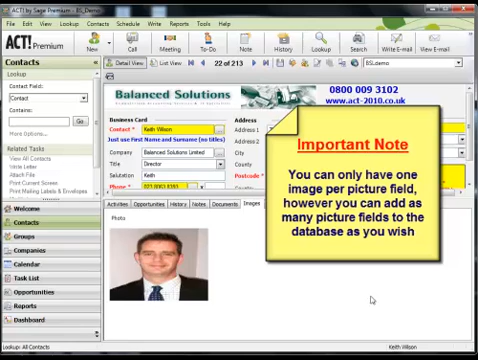 ACT! by Sage Premium - BS_Demo
File Edit View Lookup Contacts Schedule Write Reports Tools Help
ACT! Premium
New Call Meeting To-Do Note History Lookup Search Write E-mail View E-mail
Contacts
Detail View List View 22 of 213 BSLdemo
Lookup
Contact Field:
Contact
Contains:
Go
More Options...
Related Tasks
View All Contacts
Write Letter
Attach File
Print Current Screen
Print Mailing Labels & Envelopes
Welcome
Contacts
Groups
Companies
Calendar
Task List
Opportunities
Reports
Dashboard
Balanced Solutions
0800 009 3102
www.act-2010.co.uk
Business Card
Contact * Keith Wilson
Just use First Name and Surname (no titles)
Company Balanced Solutions Limited
Title Director
Salutation Keith
Phone *
Address
Address 1
Address 2
City
County
Postcode *
Activities Opportunities History Notes Documents Images
Photo
Important Note
You can only have one
image per picture field,
however you can add as
many picture fields to the
database as you wish
Lookup: All Contacts
Keith Wilson